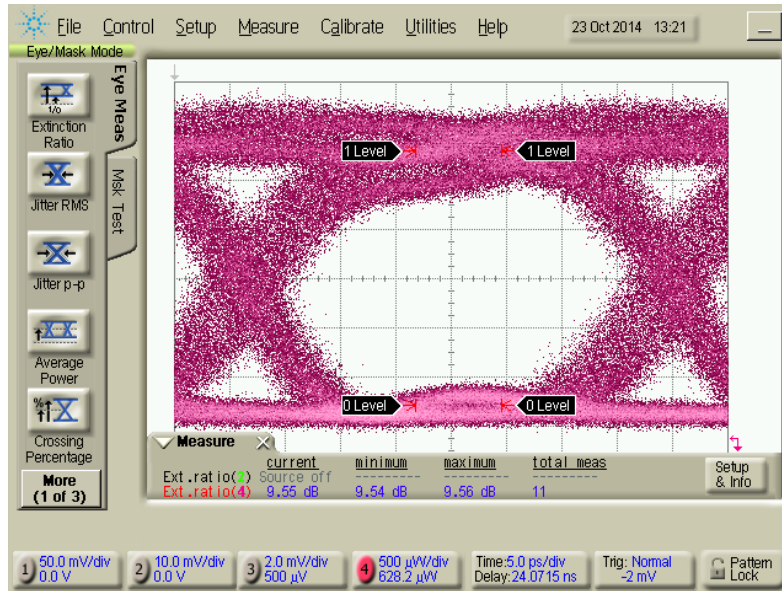 File Control Setup Measure Calibrate Utilities Help 23 Oct 2014 13:21
Eye/Mask Mode
Eye Meas
Msk Test
1/0
Extinction
Ratio
Jitter RMS
Jitter p-p
Average
Power
%
Crossing
Percentage
More
(1 of 3)
1 Level 1 Level
0 Level 0 Level
Measure
current minimum maximum total meas
Ext.ratio(2) Source off -------- -------- --------
Ext.ratio(4) 9.55 dB 9.54 dB 9.56 dB 11
Setup
& Info
1 50.0 mV/div
0.0 V
2 10.0 mV/div
0.0 V
3 2.0 mV/div
500 µV
4 500 µW/div
628.2 µW
Time:5.0 ps/div
Delay:24.0715 ns
Trig: Normal
-2 mV
Pattern
Lock